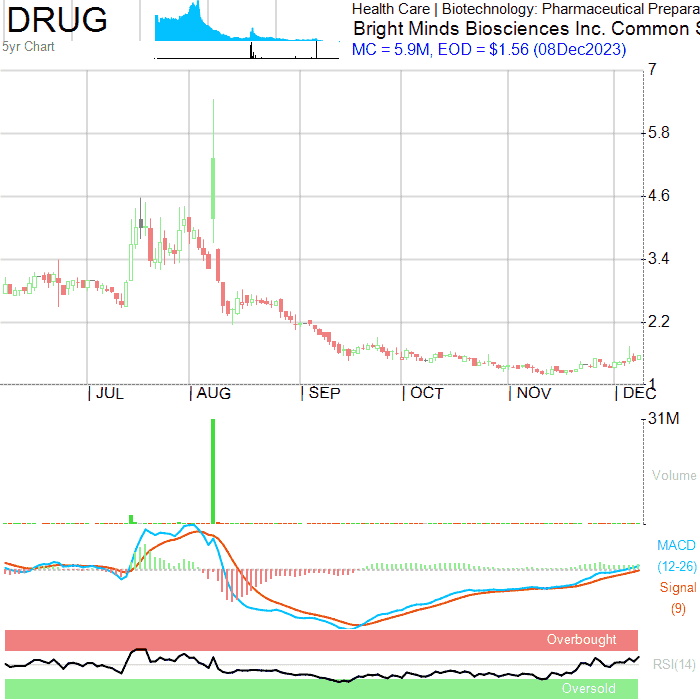 DRUG
5yr Chart
Health Care | Biotechnology: Pharmaceutical Prepara
Bright Minds Biosciences Inc. Common S
MC = 5.9M, EOD = $1.56 (08Dec2023)
7
5.8
4.6
3.4
2.2
1
JUL AUG SEP OCT NOV DEC
31M
Volume
MACD
(12-26)
Signal
(9)
Overbought
RSI(14)
Oversold